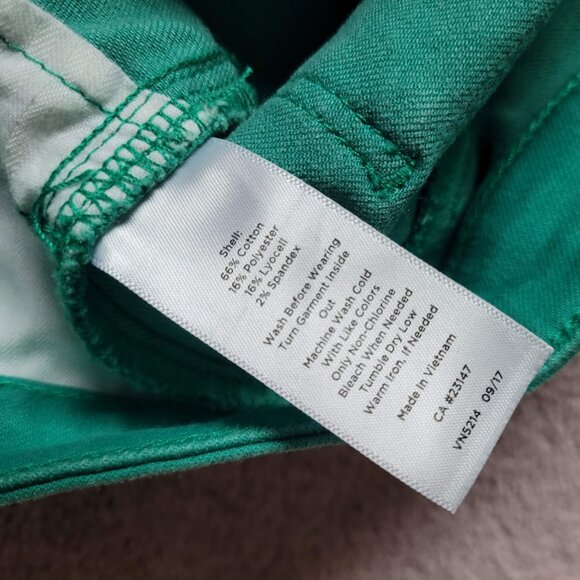 Shell:
66% Cotton
16% Polyester
16% Lyocell
2% Spandex
Wash Before Wearing
Turn Garment Inside
Out
Machine Wash Cold
With Like Colors
Only Non-Chlorine
Bleach When Needed
Tumble Dry Low
Warm Iron, If Needed
Made In Vietnam
CA #23147
VN5214 09/17